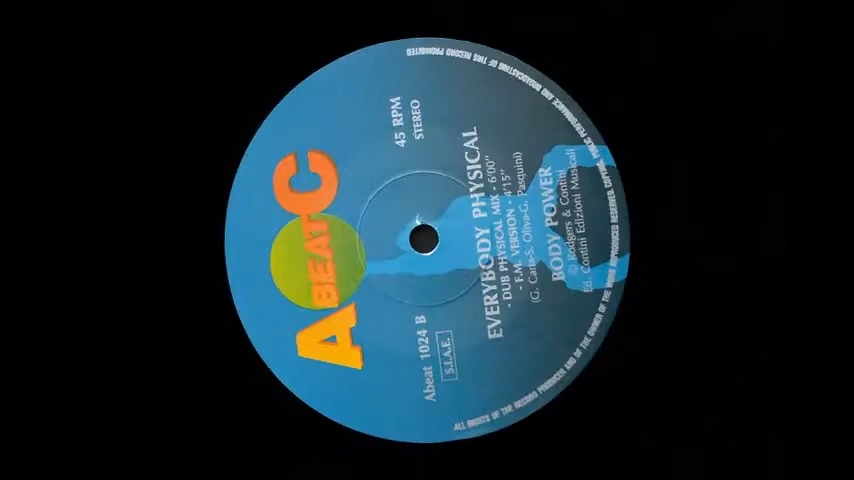 A BEAT C
45 RPM
STEREO
Abeat 1024 B
S.I.A.E.
EVERYBODY PHYSICAL
- DUB PHYSICAL MIX - 6'00"
- F.M. VERSION - 4'15"
(G. Caria-S. Oliva-G. Pasquini)
BODY POWER
© Rodgers & Contini
Ed. Contini Edizioni Musicali
ALL RIGHTS OF THE RECORD PRODUCER AND OF THE OWNER OF THE WORK REPRODUCED RESERVED. COPYING, PUBLIC PERFORMANCE AND BROADCASTING OF THIS RECORD PROHIBITED